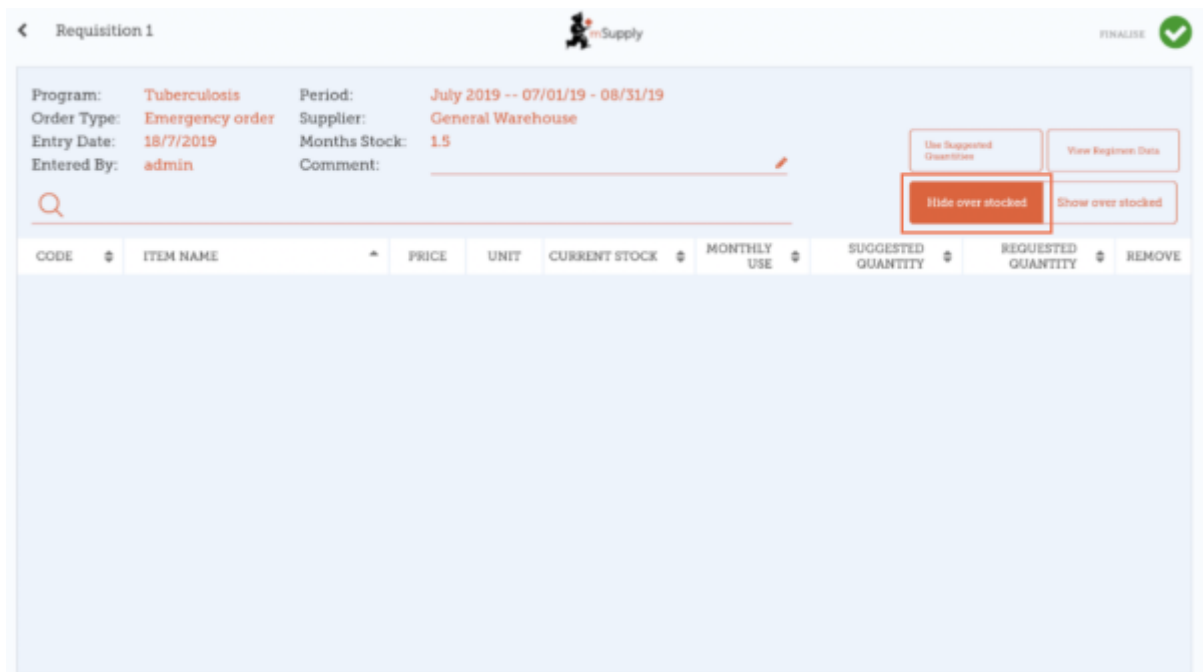 Requisition 1
mSupply
FINALISE
Program: Tuberculosis Period: July 2019 -- 07/01/19 - 08/31/19
Order Type: Emergency order Supplier: General Warehouse
Entry Date: 18/7/2019 Months Stock: 1.5
Entered By: admin Comment:
Use Suggested
Quantities
View Regimen Data
Hide over stocked Show over stocked
CODE ITEM NAME PRICE UNIT CURRENT STOCK MONTHLY USE SUGGESTED QUANTITY REQUESTED QUANTITY REMOVE